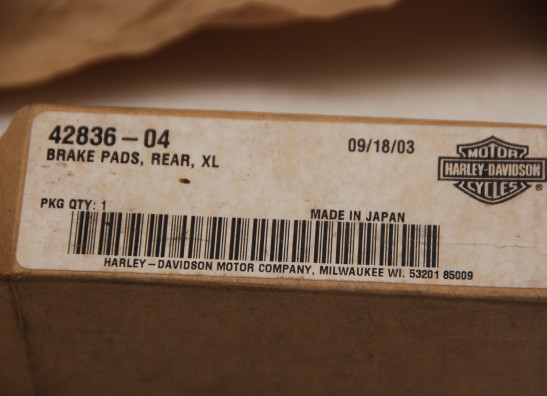 42836-04
09/18/03
BRAKE PADS, REAR, XL
MOTOR
HARLEY-DAVIDSON
CYCLES
®
PKG QTY: 1
MADE IN JAPAN
HARLEY-DAVIDSON MOTOR COMPANY, MILWAUKEE WI. 53201 85009